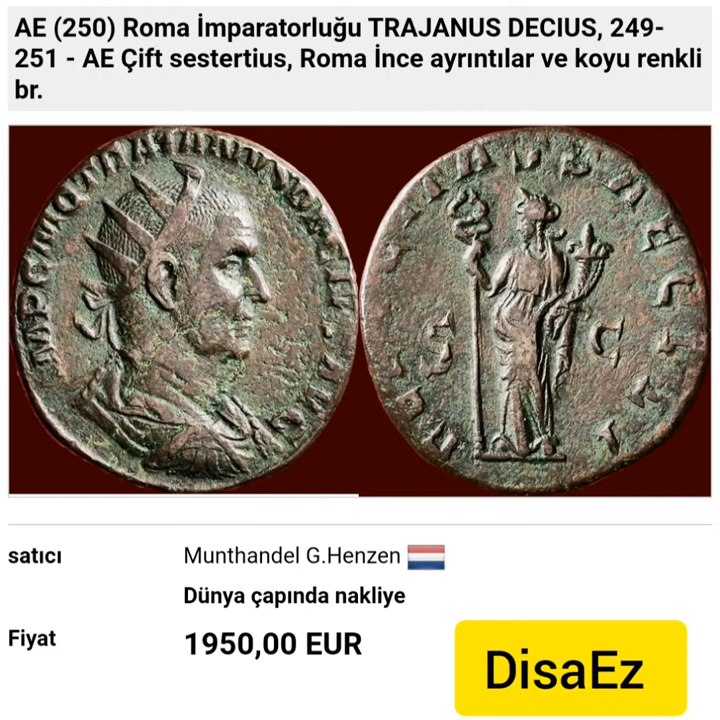 AE (250) Roma İmparatorluğu TRAJANUS DECIUS, 249-
251 - AE Çift sestertius, Roma İnce ayrıntılar ve koyu renkli
br.
S C
satıcı Munthandel G.Henzen
Dünya çapında nakliye
Fiyat 1950,00 EUR
DisaEz